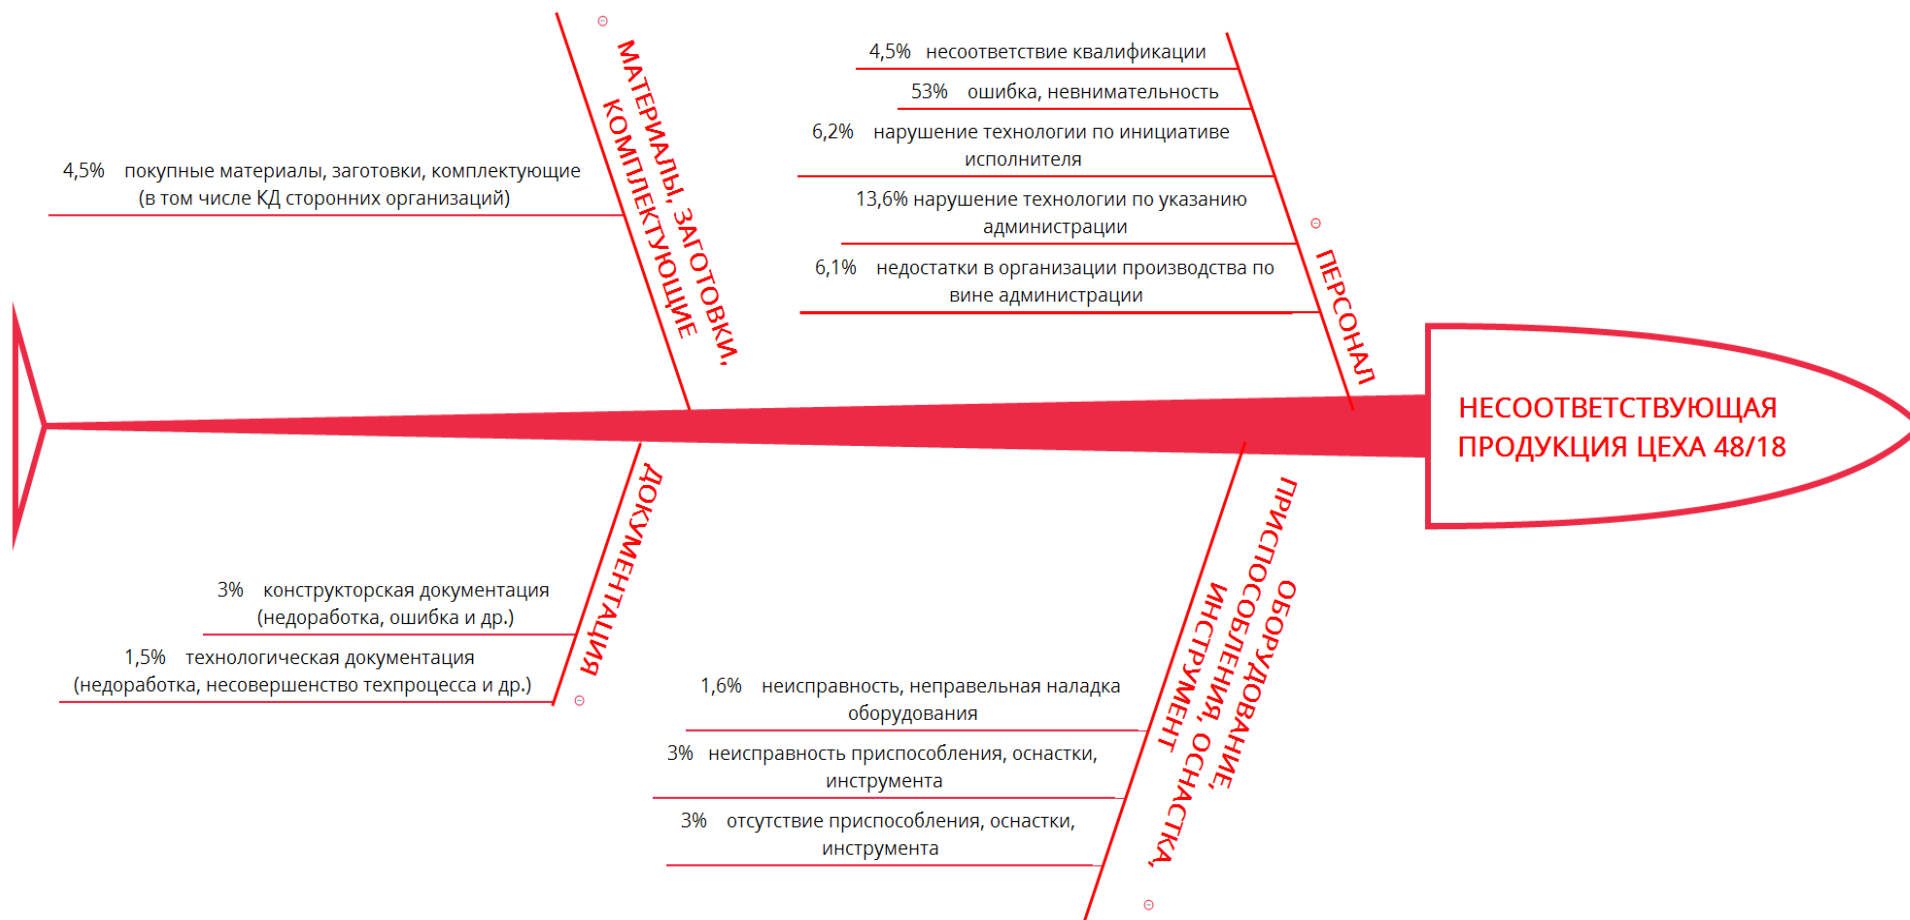 МАТЕРИАЛЫ, ЗАГОТОВКИ,
КОМПЛЕКТУЮЩИЕ
4,5% покупные материалы, заготовки, комплектующие
(в том числе КД сторонних организаций)
ПЕРСОНАЛ
4,5% несоответствие квалификации
53% ошибка, невнимательность
6,2% нарушение технологии по инициативе
исполнителя
13,6% нарушение технологии по указанию
администрации
6,1% недостатки в организации производства по
вине администрации
НЕСООТВЕТСТВУЮЩАЯ
ПРОДУКЦИЯ ЦЕХА 48/18
ДОКУМЕНТАЦИЯ
3% конструкторская документация
(недоработка, ошибка и др.)
1,5% технологическая документация
(недоработка, несовершенство техпроцесса и др.)
ОБОРУДОВАНИЕ,
ПРИСПОСОБЛЕНИЯ, ОСНАСТКА,
ИНСТРУМЕНТ
1,6% неисправность, неправельная наладка
оборудования
3% неисправность приспособления, оснастки,
инструмента
3% отсутствие приспособления, оснастки,
инструмента